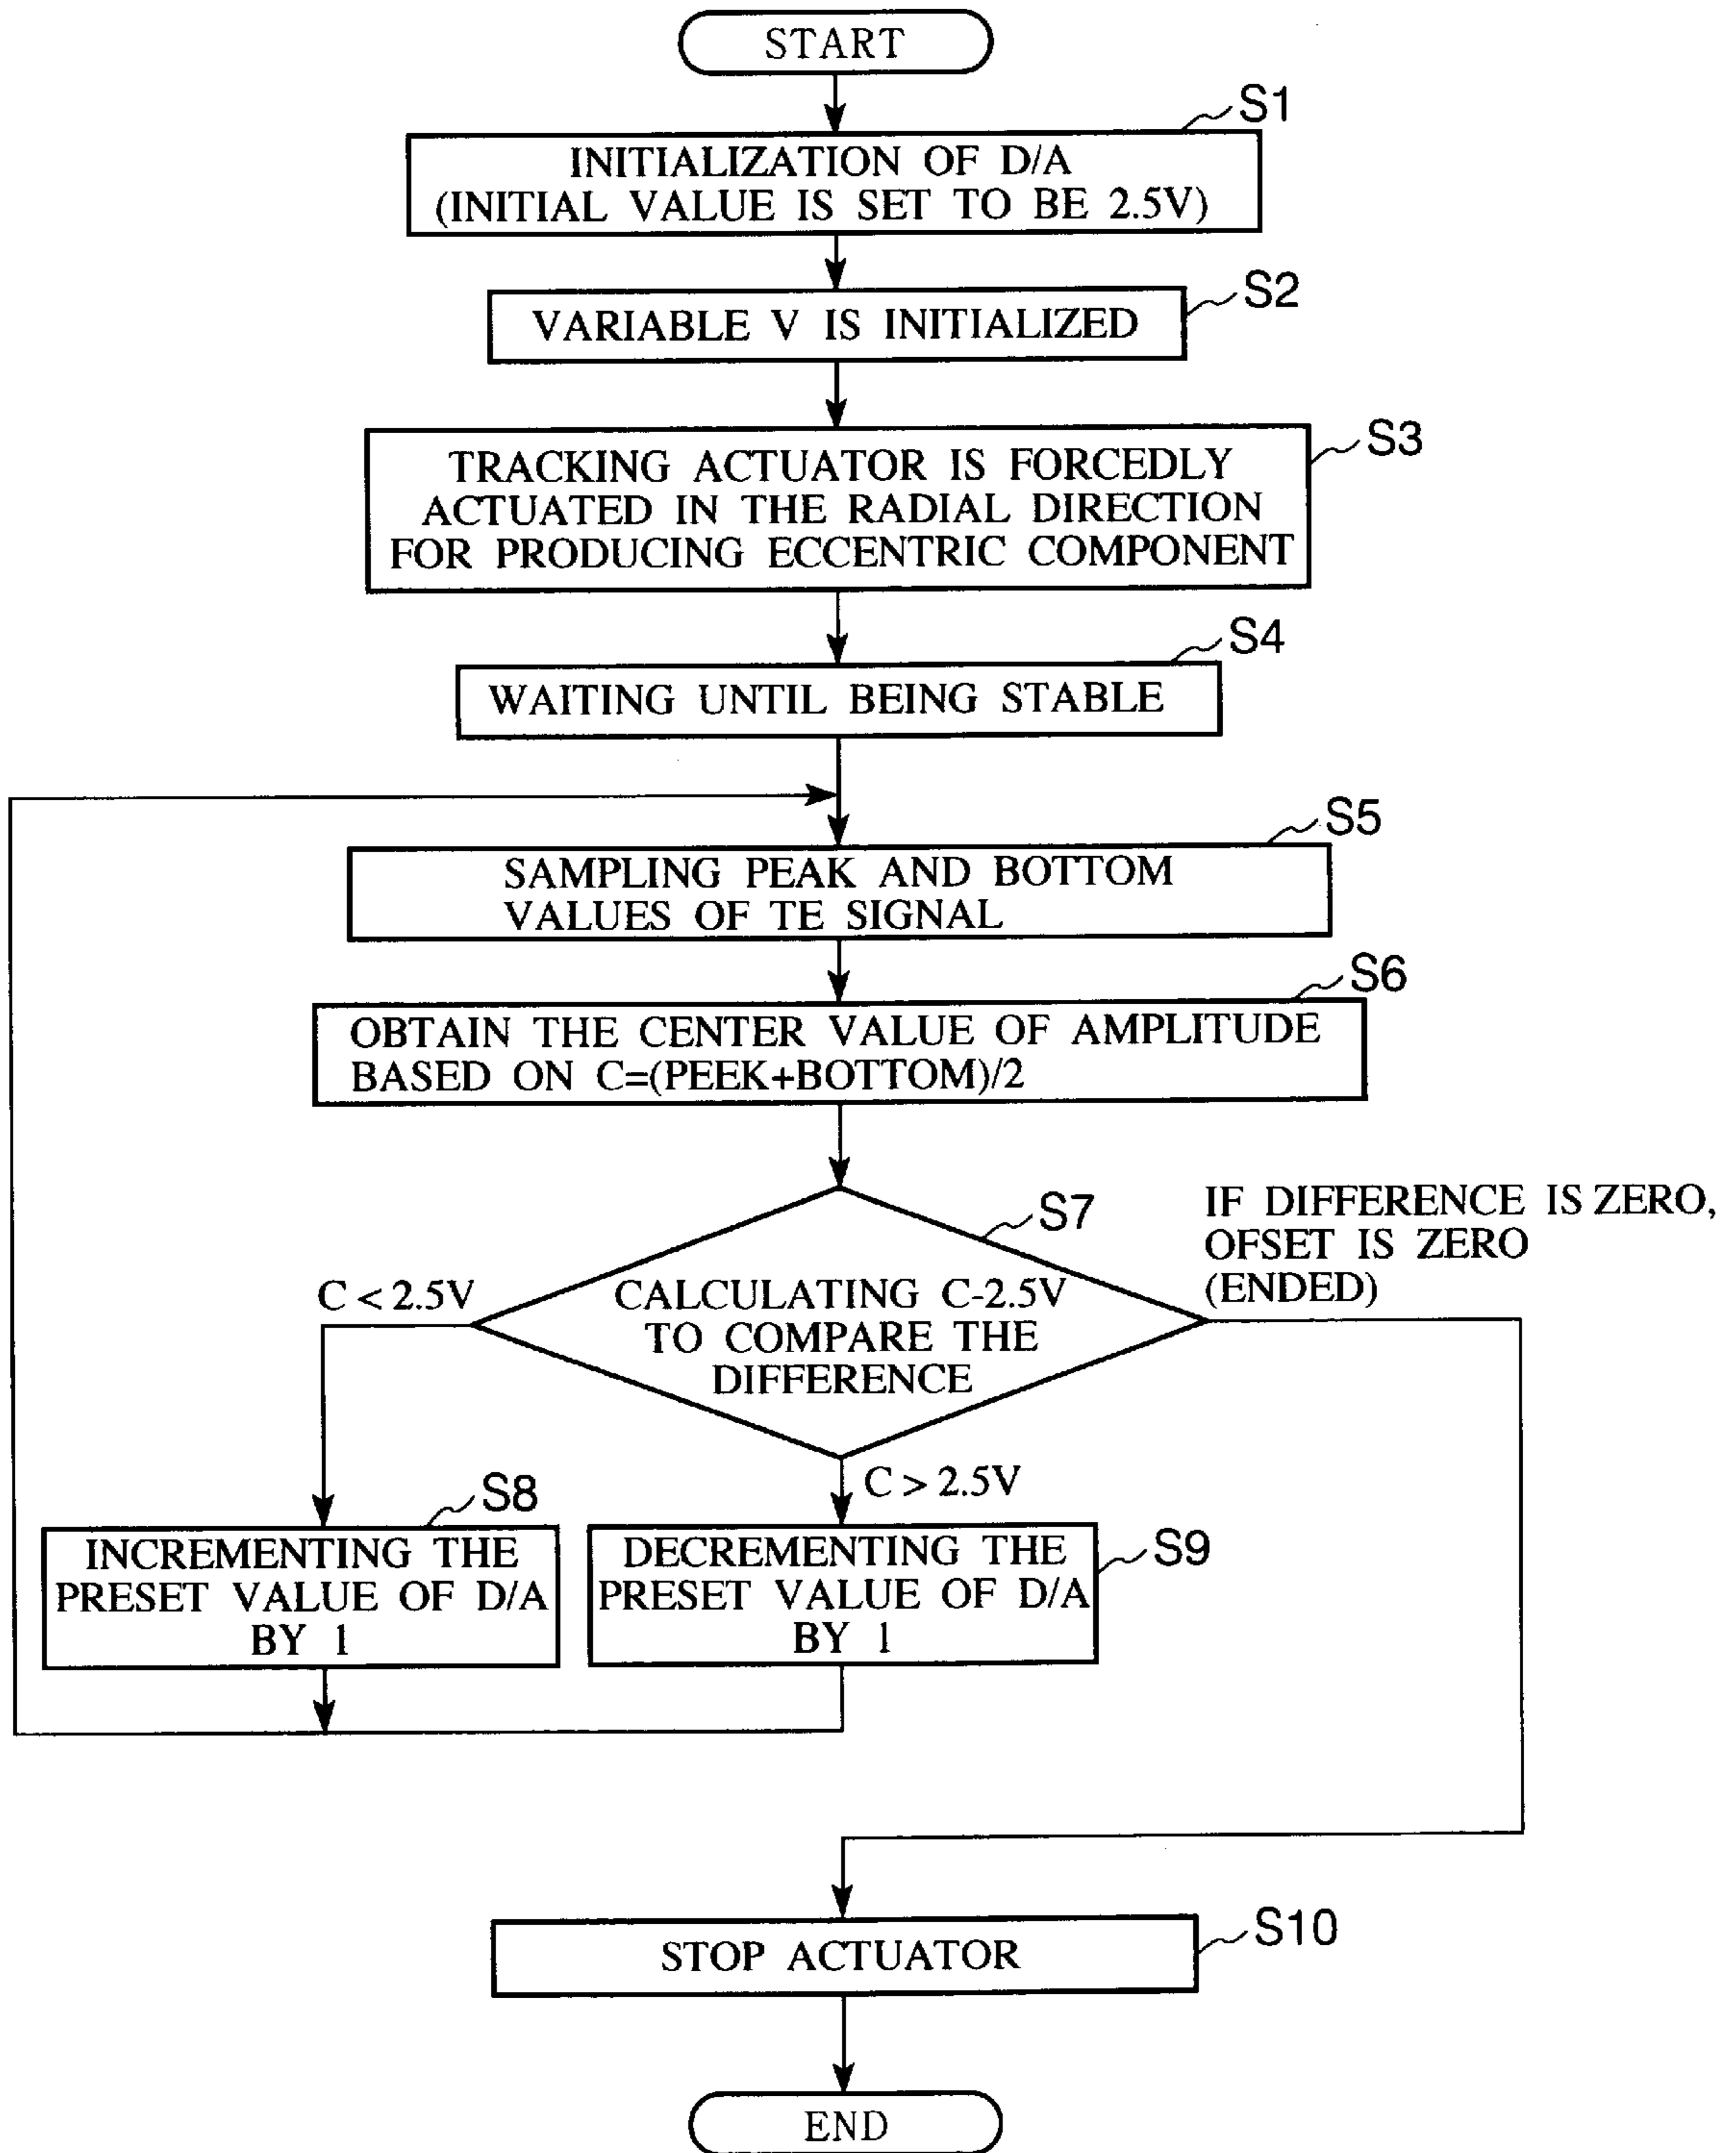 START
S1
INITIALIZATION OF D/A
(INITIAL VALUE IS SET TO BE 2.5V)
S2
VARIABLE V IS INITIALIZED
S3
TRACKING ACTUATOR IS FORCEDLY
ACTUATED IN THE RADIAL DIRECTION
FOR PRODUCING ECCENTRIC COMPONENT
S4
WAITING UNTIL BEING STABLE
S5
SAMPLING PEAK AND BOTTOM
VALUES OF TE SIGNAL
S6
OBTAIN THE CENTER VALUE OF AMPLITUDE
BASED ON C=(PEEK+BOTTOM)/2
S7
IF DIFFERENCE IS ZERO,
OFSET IS ZERO
(ENDED)
C < 2.5V
CALCULATING C-2.5V
TO COMPARE THE
DIFFERENCE
C > 2.5V
S8
INCREMENTING THE
PRESET VALUE OF D/A
BY 1
S9
DECREMENTING THE
PRESET VALUE OF D/A
BY 1
S10
STOP ACTUATOR
END